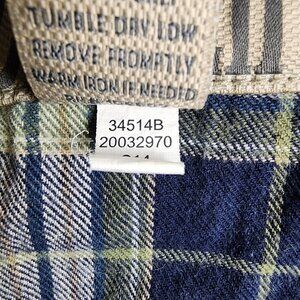 TUMBLE DRY LOW
REMOVE PROMPTLY
WARM IRON IF NEEDED
34514B
20032970